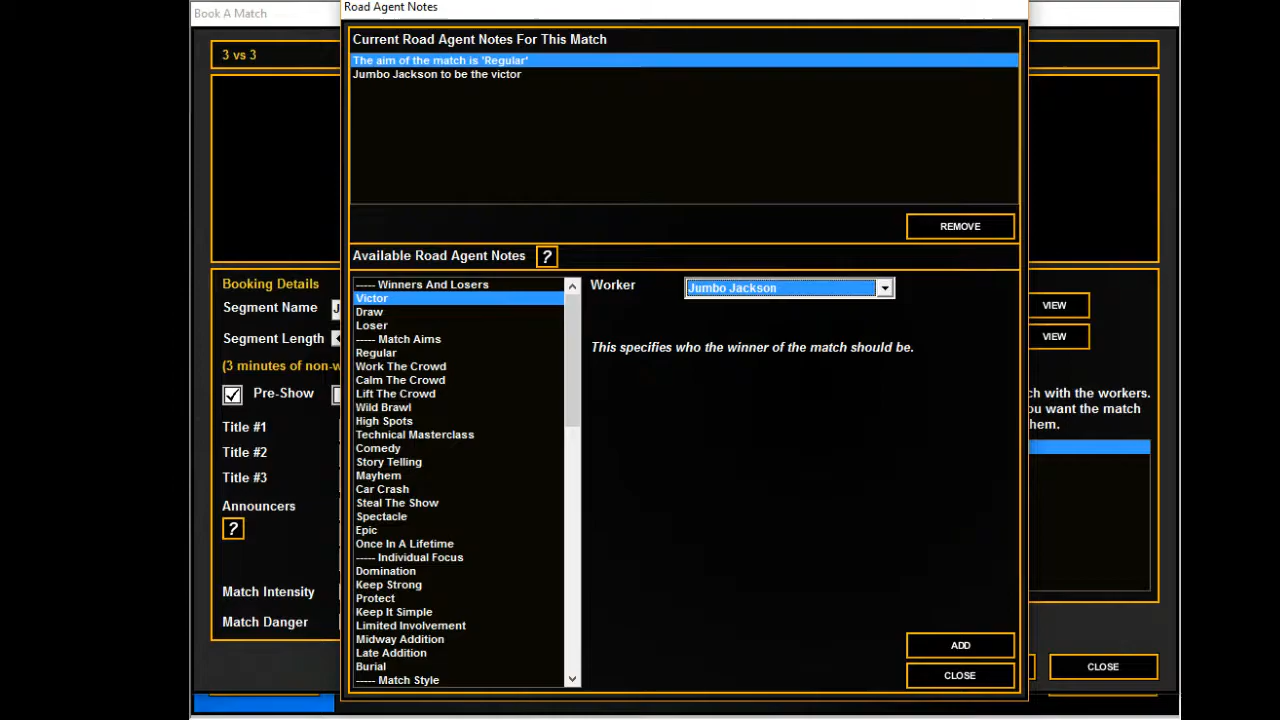 Book A Match
Road Agent Notes
3 vs 3
Current Road Agent Notes For This Match
The aim of the match is 'Regular'
Jumbo Jackson to be the victor
REMOVE
Available Road Agent Notes ?
----- Winners And Losers
Victor
Draw
Loser
----- Match Aims
Regular
Work The Crowd
Calm The Crowd
Lift The Crowd
Wild Brawl
High Spots
Technical Masterclass
Comedy
Story Telling
Mayhem
Car Crash
Steal The Show
Spectacle
Epic
Once In A Lifetime
----- Individual Focus
Domination
Keep Strong
Protect
Keep It Simple
Limited Involvement
Midway Addition
Late Addition
Burial
----- Match Style
Worker
Jumbo Jackson
This specifies who the winner of the match should be.
ADD
CLOSE
Booking Details
Segment Name
Segment Length
(3 minutes of
Pre-Show
Title #1
Title #2
Title #3
Announcers
?
Match Intensity
Match Danger
VIEW
VIEW
with the workers.
want the match
CLOSE